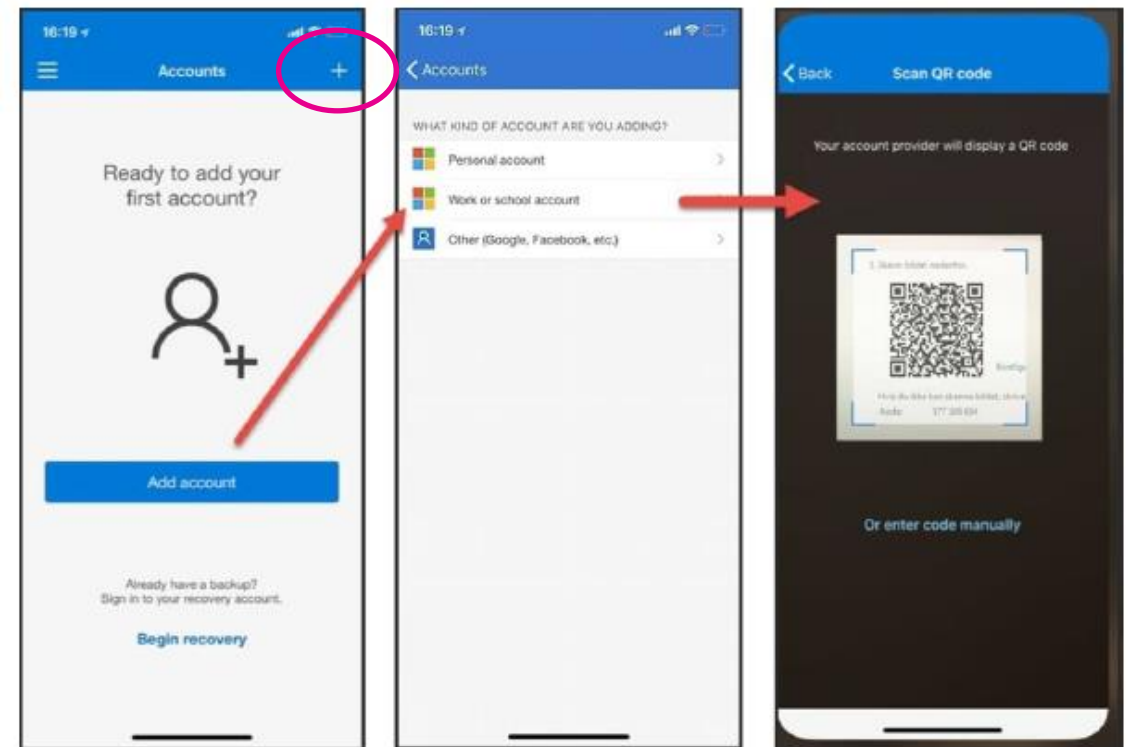 16:19
Accounts
+
Ready to add your
first account?
Add account
Already have a backup?
Sign in to your recovery account.
Begin recovery
16:19
Accounts
WHAT KIND OF ACCOUNT ARE YOU ADDING?
Personal account
Work or school account
Other (Google, Facebook, etc.)
Back
Scan QR code
Your account provider will display a QR code
Or enter code manually